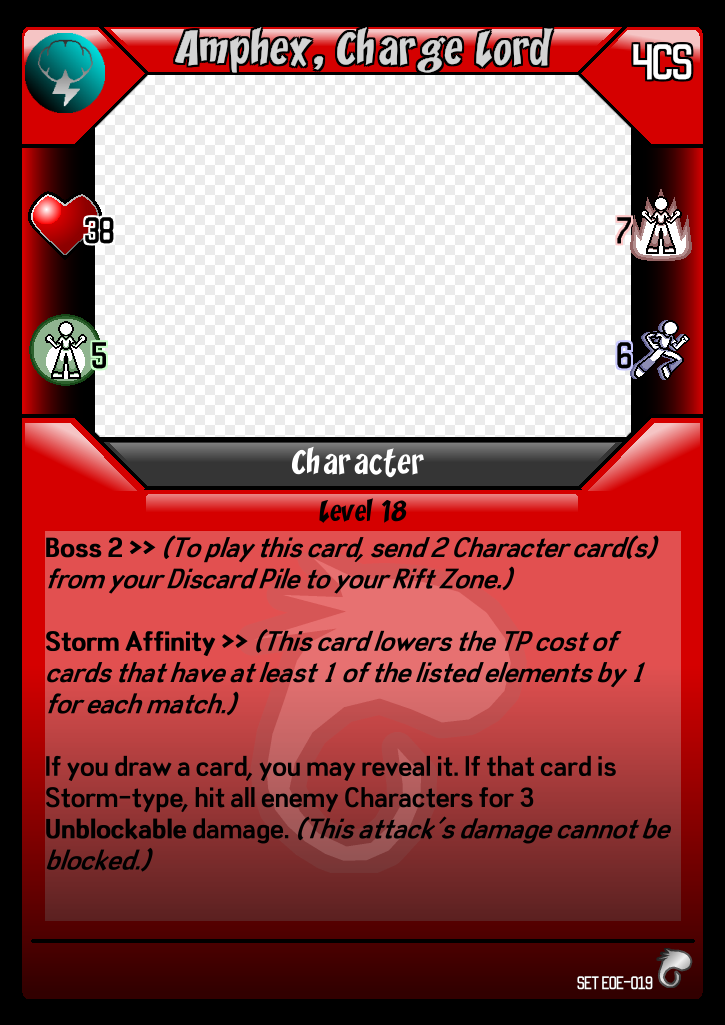 Amphex, Charge Lord
4CS
38
7
5
6
Character
Level 18
Boss 2 >> (To play this card, send 2 Character card(s)
from your Discard Pile to your Rift Zone.)
Storm Affinity >> (This card lowers the TP cost of
cards that have at least 1 of the listed elements by 1
for each match.)
If you draw a card, you may reveal it. If that card is
Storm-type, hit all enemy Characters for 3
Unblockable damage. (This attack's damage cannot be
blocked.)
SET EOE-019